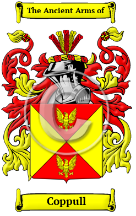 The Ancient Arms of
Coppull